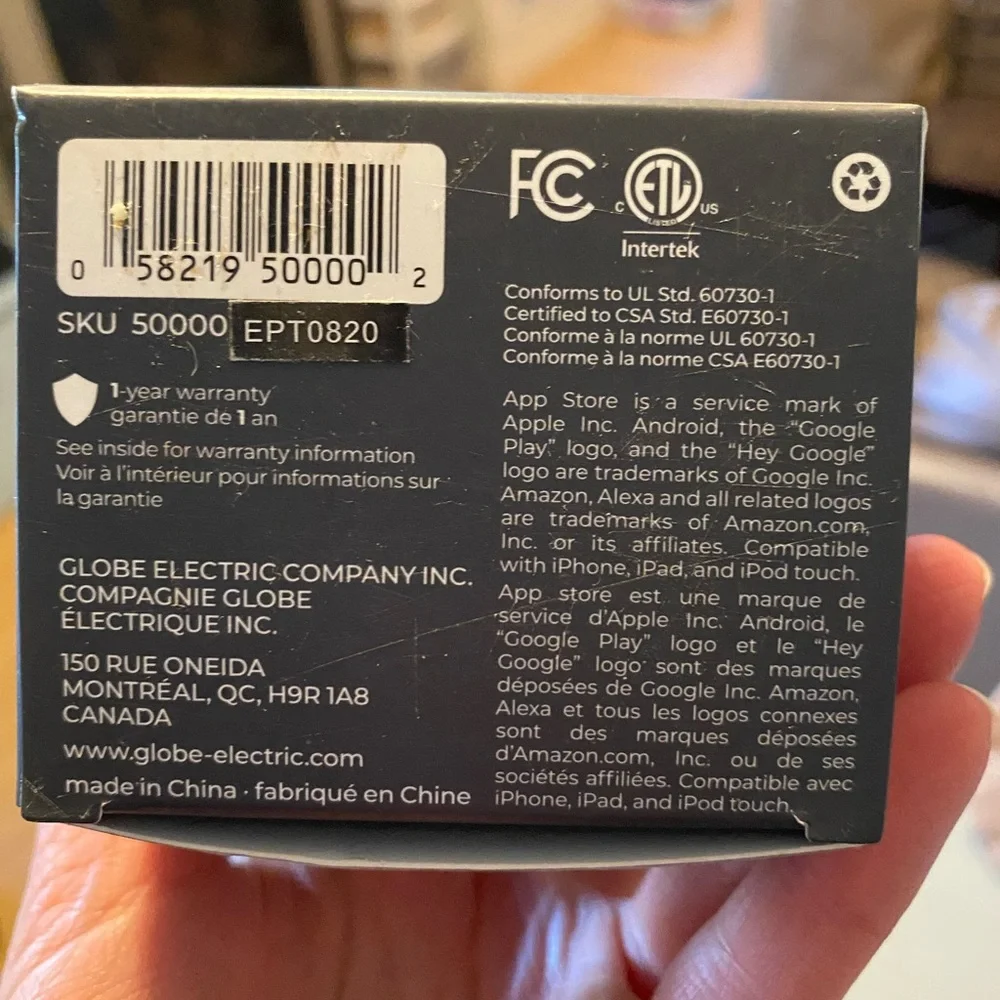 0 58219 50000 2
SKU 50000 EPT0820
1-year warranty
garantie de 1 an
See inside for warranty information
Voir à l'intérieur pour informations sur
la garantie
GLOBE ELECTRIC COMPANY INC.
COMPAGNIE GLOBE
ÉLECTRIQUE INC.
150 RUE ONEIDA
MONTRÉAL, QC, H9R 1A8
CANADA
www.globe-electric.com
made in China · fabriqué en Chine
FC
C ETL US
LISTED
Intertek
Conforms to UL Std. 60730-1
Certified to CSA Std. E60730-1
Conforme à la norme UL 60730-1
Conforme à la norme CSA E60730-1
App Store is a service mark of
Apple Inc. Android, the "Google
Play" logo, and the "Hey Google"
logo are trademarks of Google Inc.
Amazon, Alexa and all related logos
are trademarks of Amazon.com,
Inc. or its affiliates. Compatible
with iPhone, iPad, and iPod touch.
App store est une marque de
service d'Apple Inc. Android, le
"Google Play" logo et le "Hey
Google" logo sont des marques
déposées de Google Inc. Amazon,
Alexa et tous les logos connexes
sont des marques déposées
d'Amazon.com, Inc. ou de ses
sociétés affiliées. Compatible avec
iPhone, iPad, and iPod touch.